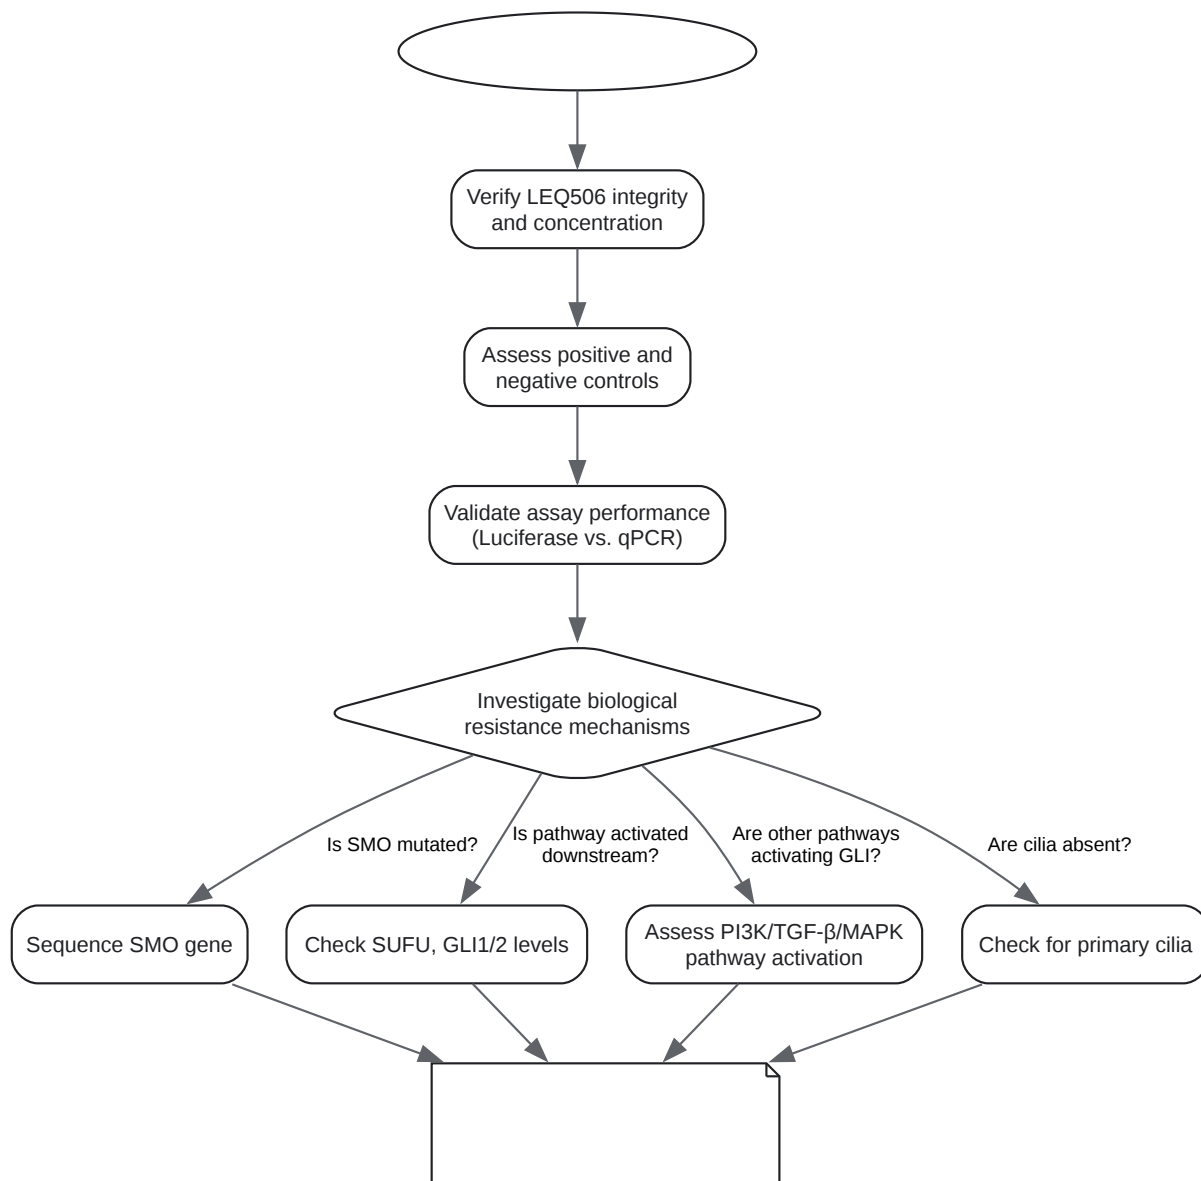 Verify LEQ506 integrity
and concentration
Assess positive and
negative controls
Validate assay performance
(Luciferase vs. qPCR)
Investigate biological
resistance mechanisms
Is SMO mutated?
Is pathway activated
downstream?
Are other pathways
activating GLI?
Are cilia absent?
Sequence SMO gene
Check SUFU, GLI1/2 levels
Assess PI3K/TGF-β/MAPK
pathway activation
Check for primary cilia